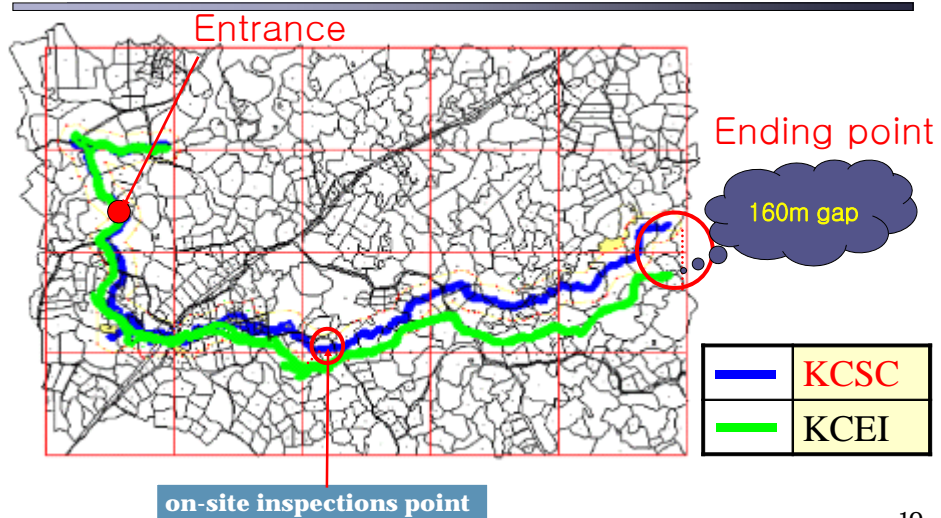 Entrance
Ending point
160m gap
KCSC
KCEI
on-site inspections point